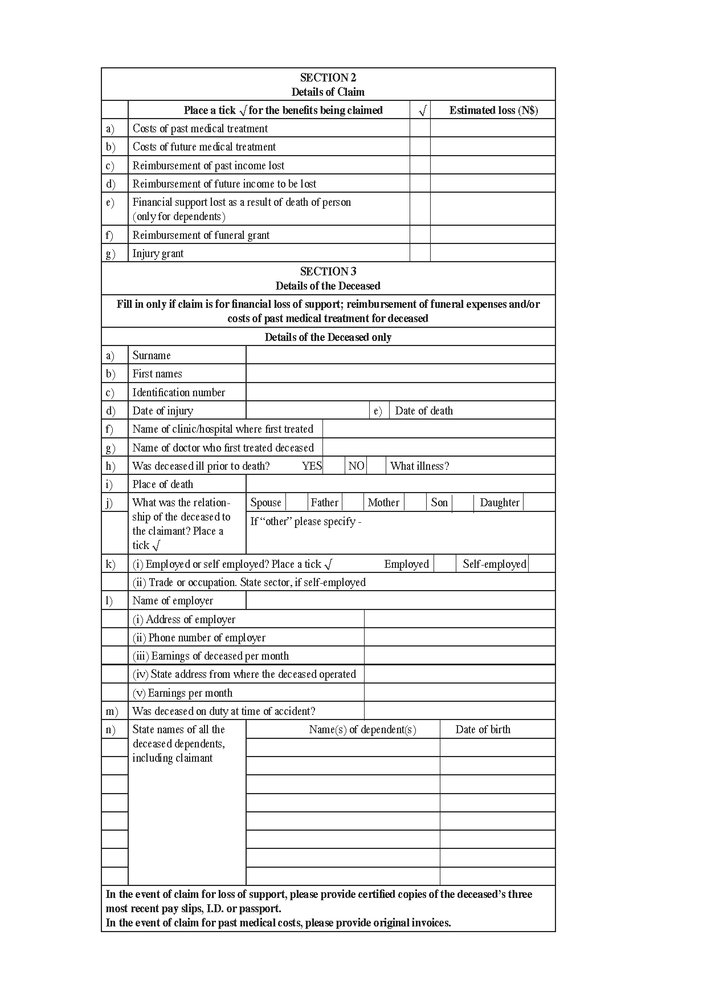 SECTION 2
Details of Claim
Place a tick √ for the benefits being claimed √ Estimated loss (N$)
a) Costs of past medical treatment
b) Costs of future medical treatment
c) Reimbursement of past income lost
d) Reimbursement of future income to be lost
e) Financial support lost as a result of death of person
(only for dependents)
f) Reimbursement of funeral grant
g) Injury grant
SECTION 3
Details of the Deceased
Fill in only if claim is for financial loss of support; reimbursement of funeral expenses and/or
costs of past medical treatment for deceased
Details of the Deceased only
a) Surname
b) First names
c) Identification number
d) Date of injury e) Date of death
f) Name of clinic/hospital where first treated
g) Name of doctor who first treated deceased
h) Was deceased ill prior to death? YES NO What illness?
i) Place of death
j) What was the relation- Spouse Father Mother Son Daughter
ship of the deceased to If “other” please specify -
the claimant? Place a
tick √
k) (i) Employed or self employed? Place a tick √ Employed Self-employed
(ii) Trade or occupation. State sector, if self-employed
l) Name of employer
(i) Address of employer
(ii) Phone number of employer
(iii) Earnings of deceased per month
(iv) State address from where the deceased operated
(v) Earnings per month
m) Was deceased on duty at time of accident?
n) State names of all the Name(s) of dependent(s) Date of birth
deceased dependents,
including claimant
In the event of claim for loss of support, please provide certified copies of the deceased’s three
most recent pay slips, I.D. or passport.
In the event of claim for past medical costs, please provide original invoices.